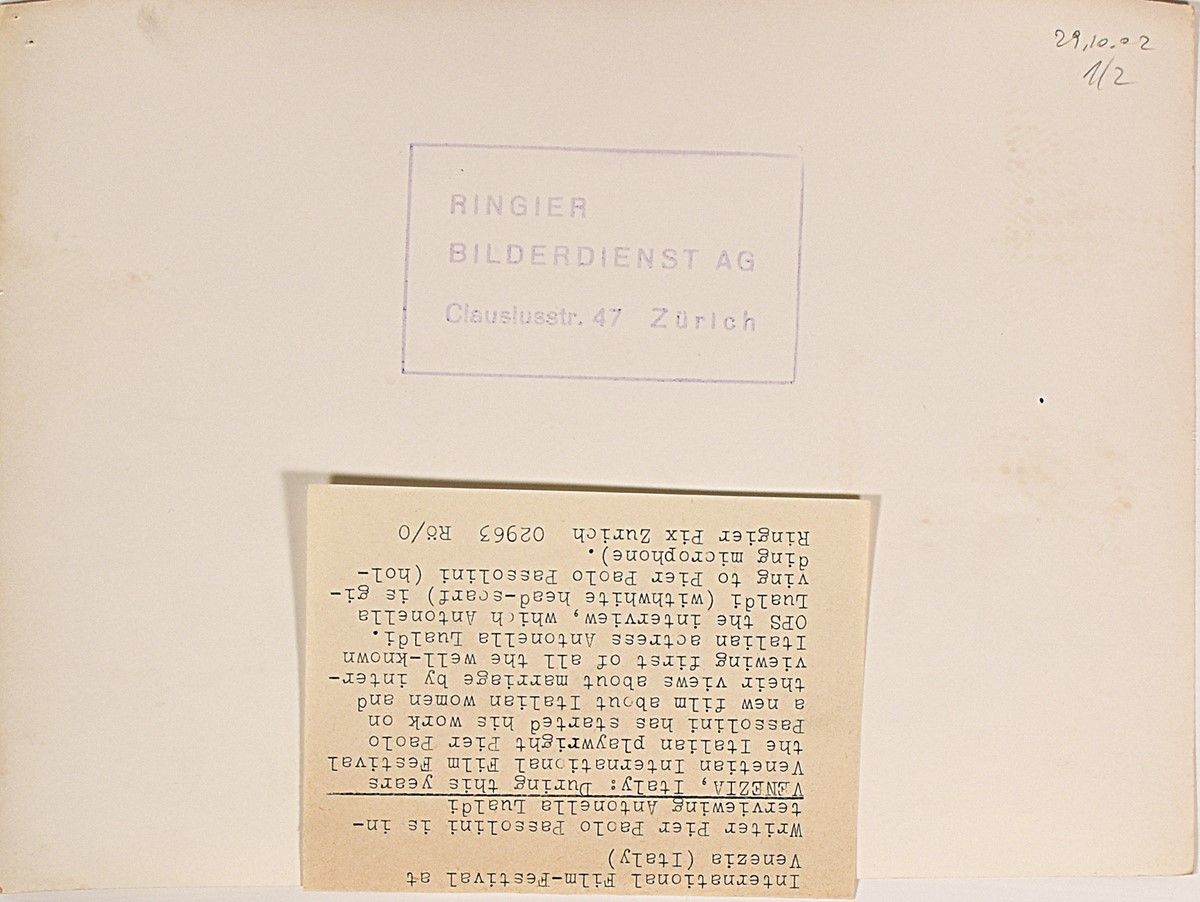 29.10.02
1/2
RINGIER
BILDERDIENST AG
Clausiusstr. 47 Zürich
International Film-Festival at
Venezia (Italy)
Writer Pier Paolo Passolini is in-
terviewing Antonella Lualdi
VENEZIA, Italy: During this years
Venetian International Film Festival
the Italian playwright Pier Paolo
Passolini has started his work on
a new film about Italian women and
their views about marriage by inter-
viewing first of all the well-known
Italian actress Antonella Lualdi.
OPS the interview, which Antonella
Lualdi (withwhite head-scarf) is gi-
ving to Pier Paolo Passolini (hol-
ding microphone).
Ringier Pix Zurich 02963 Rö/O